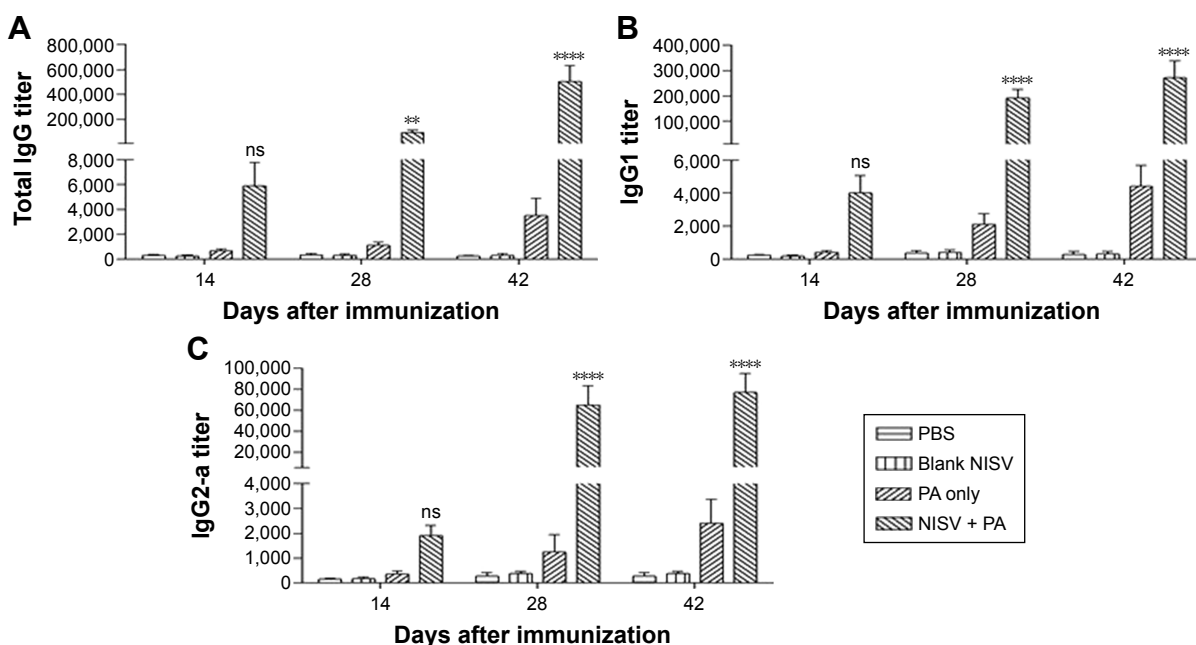 A
Total IgG titer
800,000
600,000
400,000
200,000
8,000
6,000
4,000
2,000
0
ns
**
****
14
28
42
Days after immunization
B
IgG1 titer
400,000
300,000
200,000
100,000
6,000
4,000
2,000
0
ns
****
****
14
28
42
Days after immunization
C
IgG2-a titer
100,000
80,000
60,000
40,000
20,000
4,000
3,000
2,000
1,000
0
ns
****
****
14
28
42
Days after immunization
PBS
Blank NISV
PA only
NISV + PA